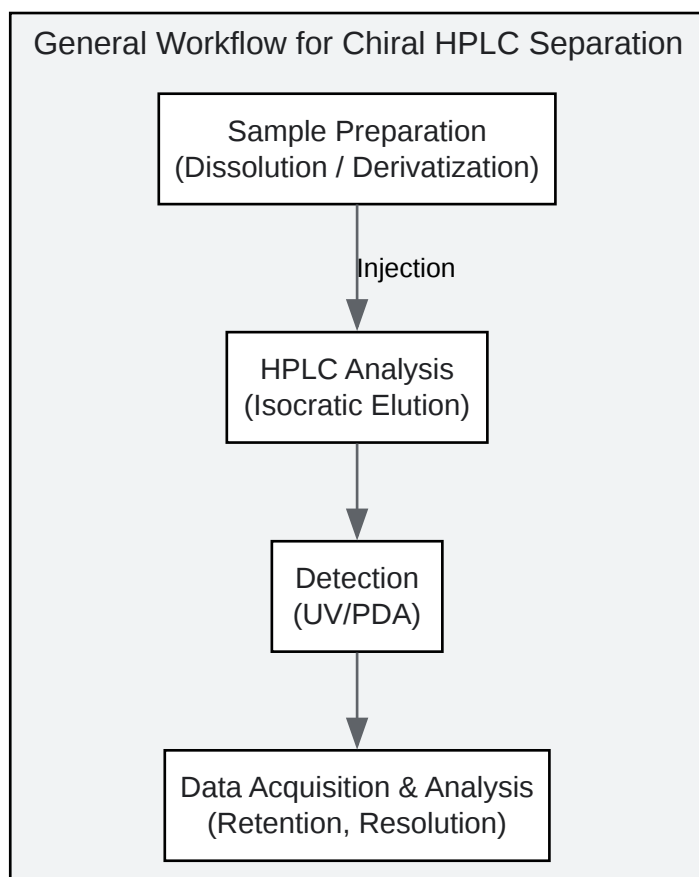 General Workflow for Chiral HPLC Separation
Sample Preparation
(Dissolution / Derivatization)
Injection
HPLC Analysis
(Isocratic Elution)
Detection
(UV/PDA)
Data Acquisition & Analysis
(Retention, Resolution)